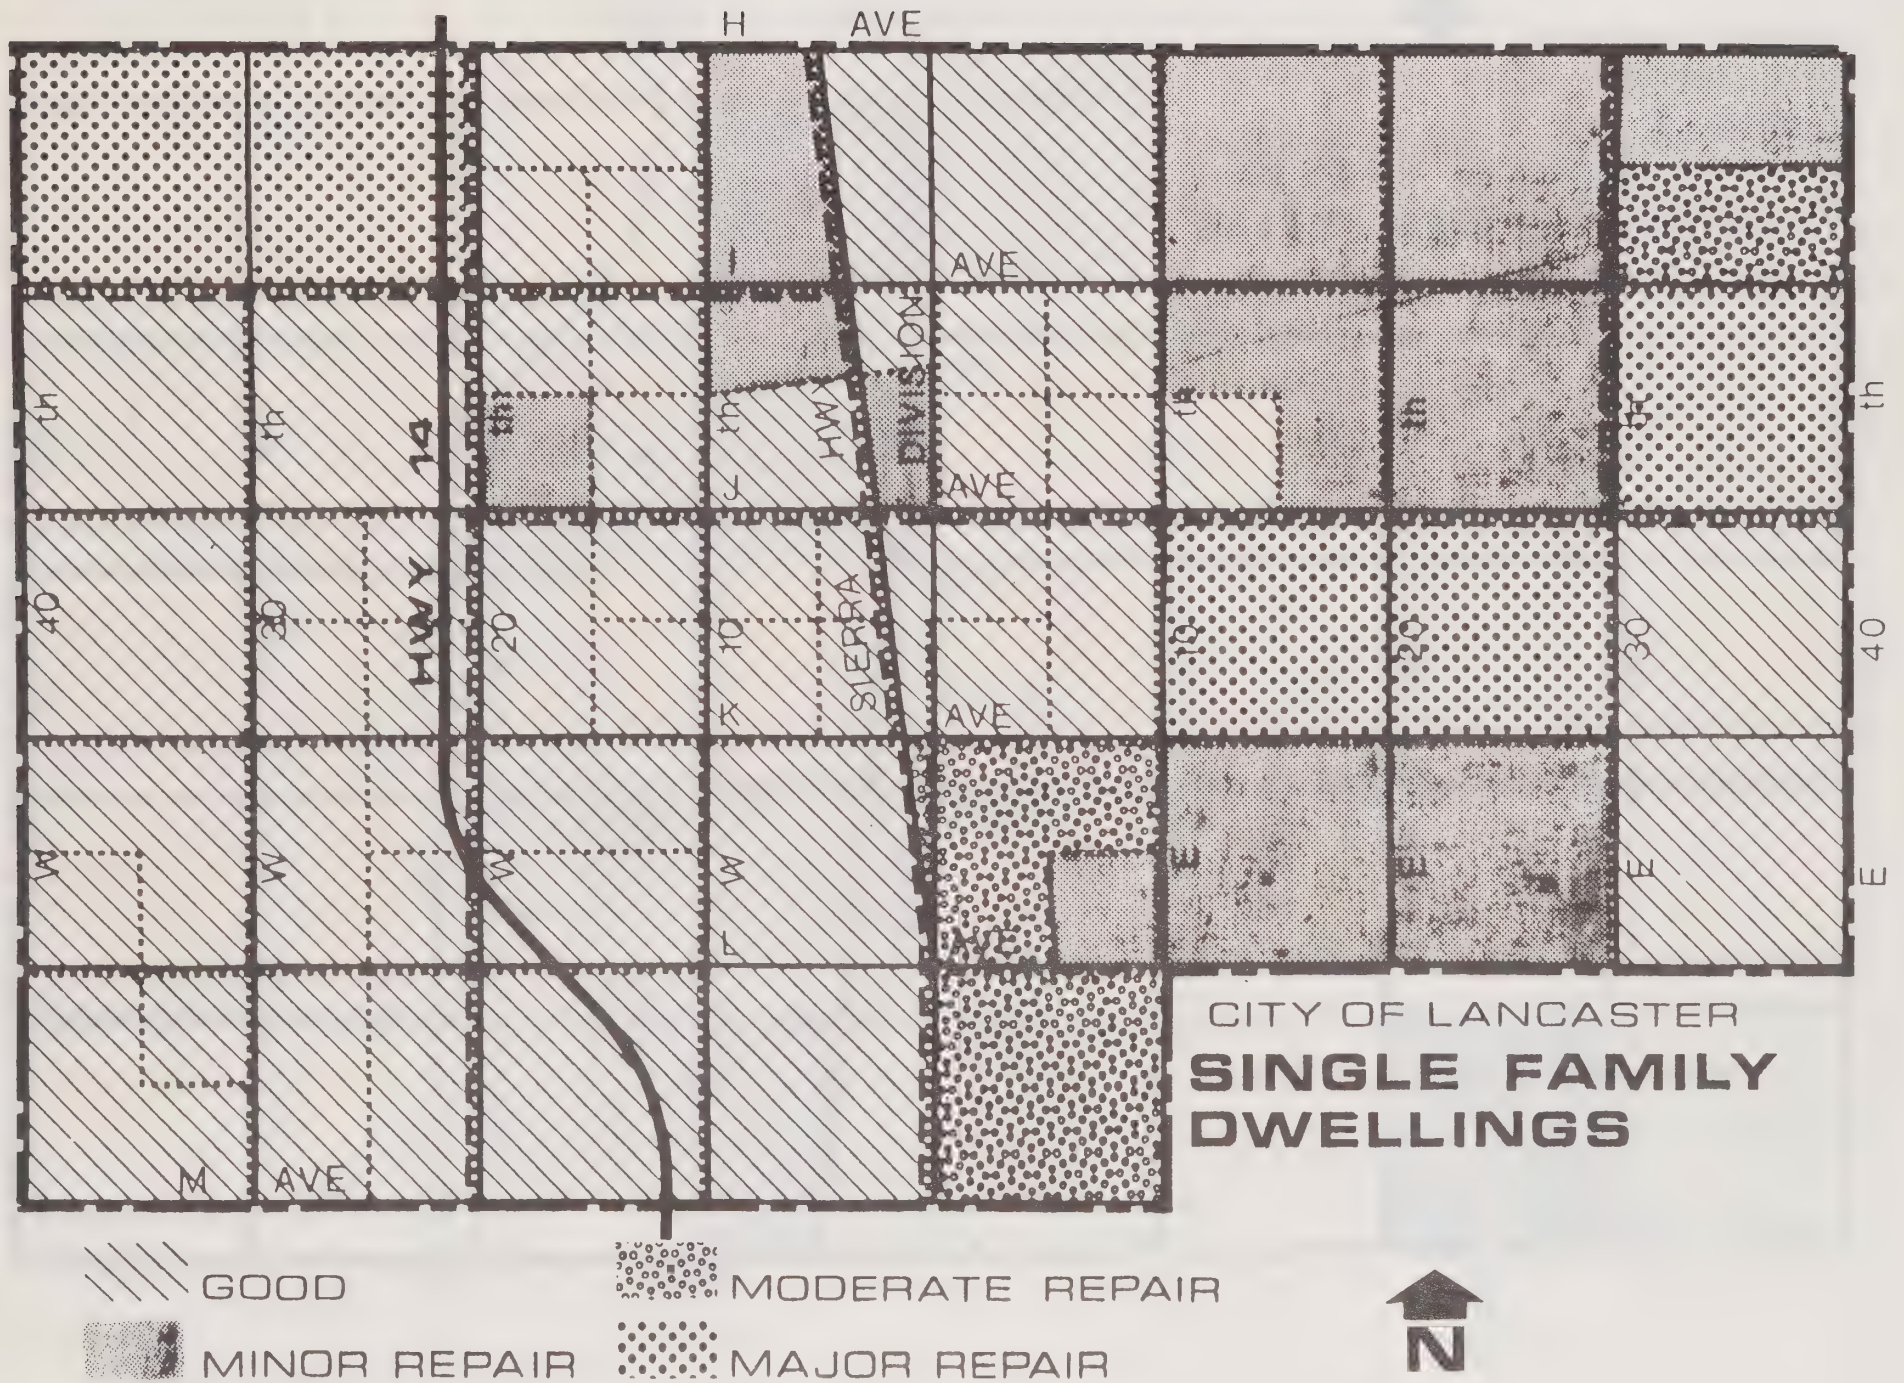 H AVE
I AVE
J AVE
K AVE
L AVE
M AVE
40 th W
30 th W
HWY 14
20 th W
10 th W
SIERRA HWY
DIVISION
10 th E
20 th E
30 th E
40 th E
CITY OF LANCASTER
SINGLE FAMILY
DWELLINGS
GOOD
MODERATE REPAIR
MINOR REPAIR
MAJOR REPAIR
N